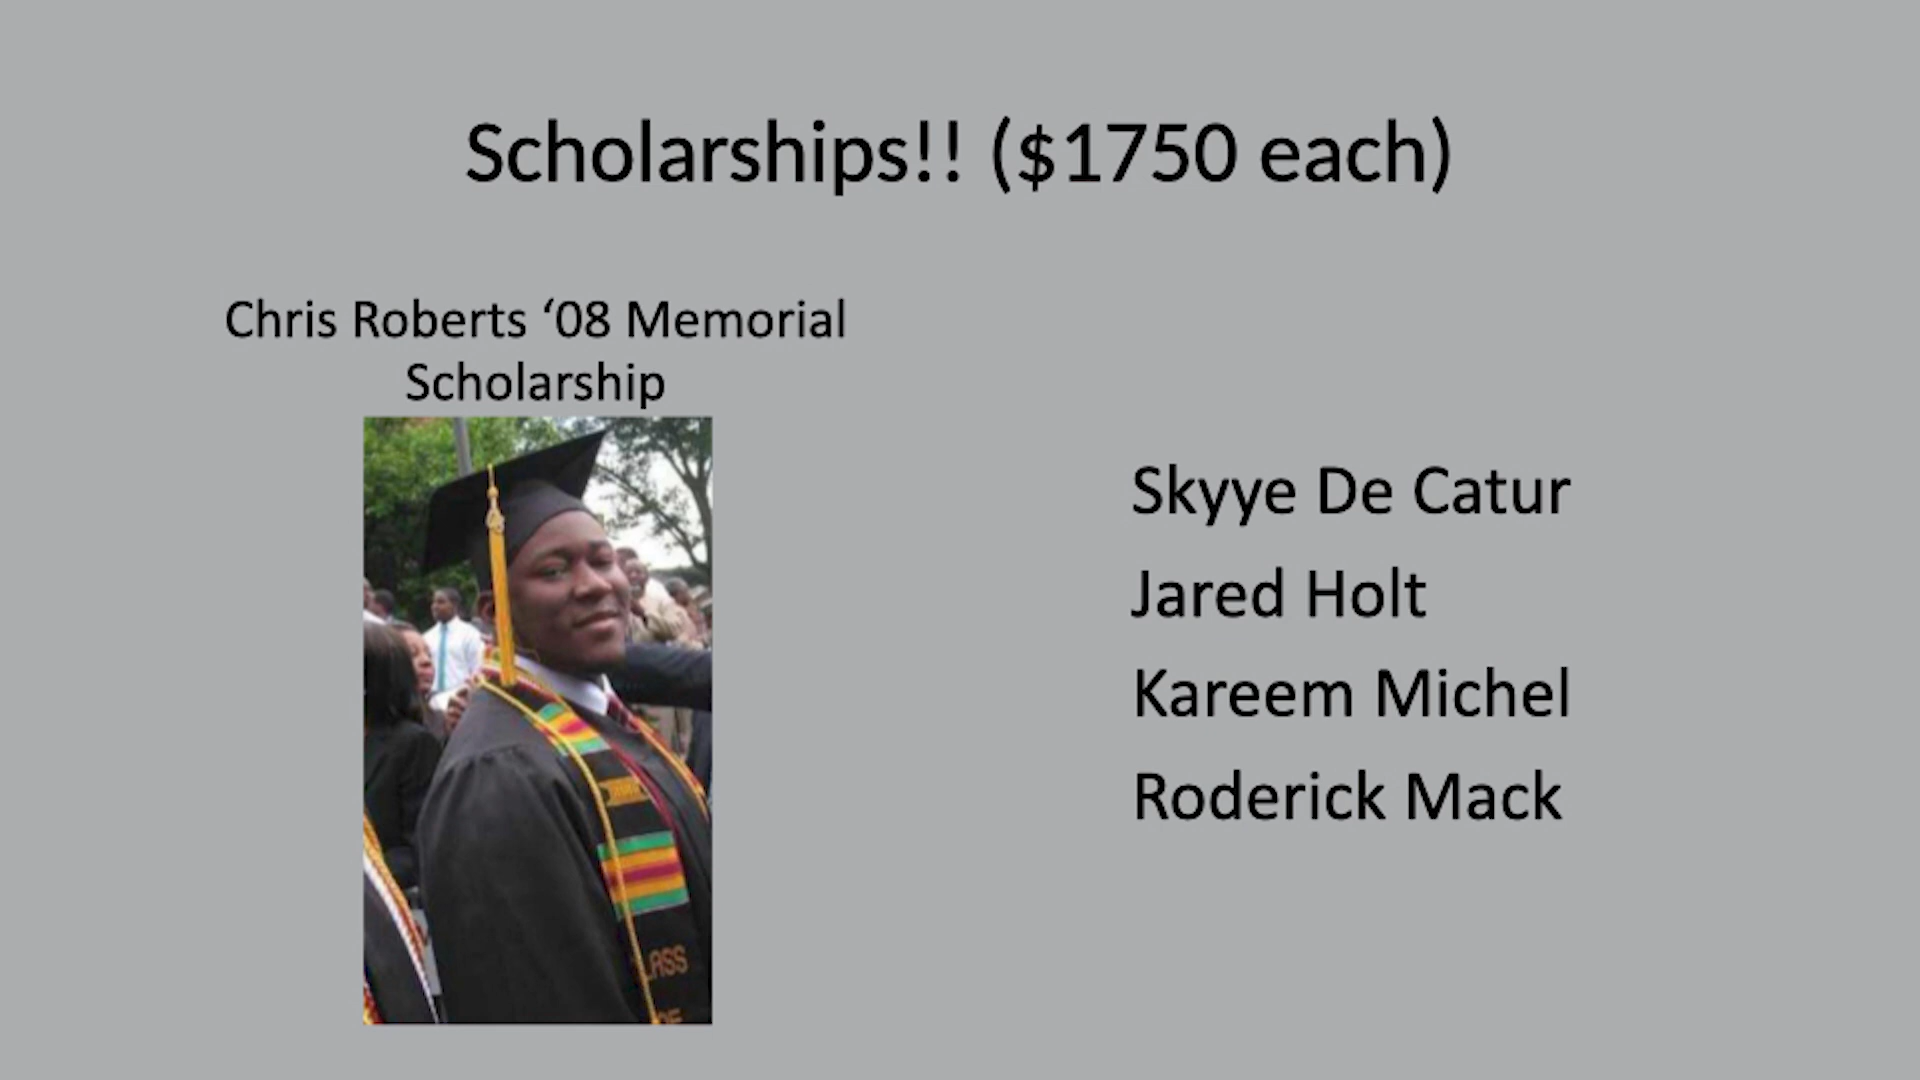 Scholarships!! ($1750 each)
Chris Roberts ‘08 Memorial
Scholarship
Skyye De Catur
Jared Holt
Kareem Michel
Roderick Mack